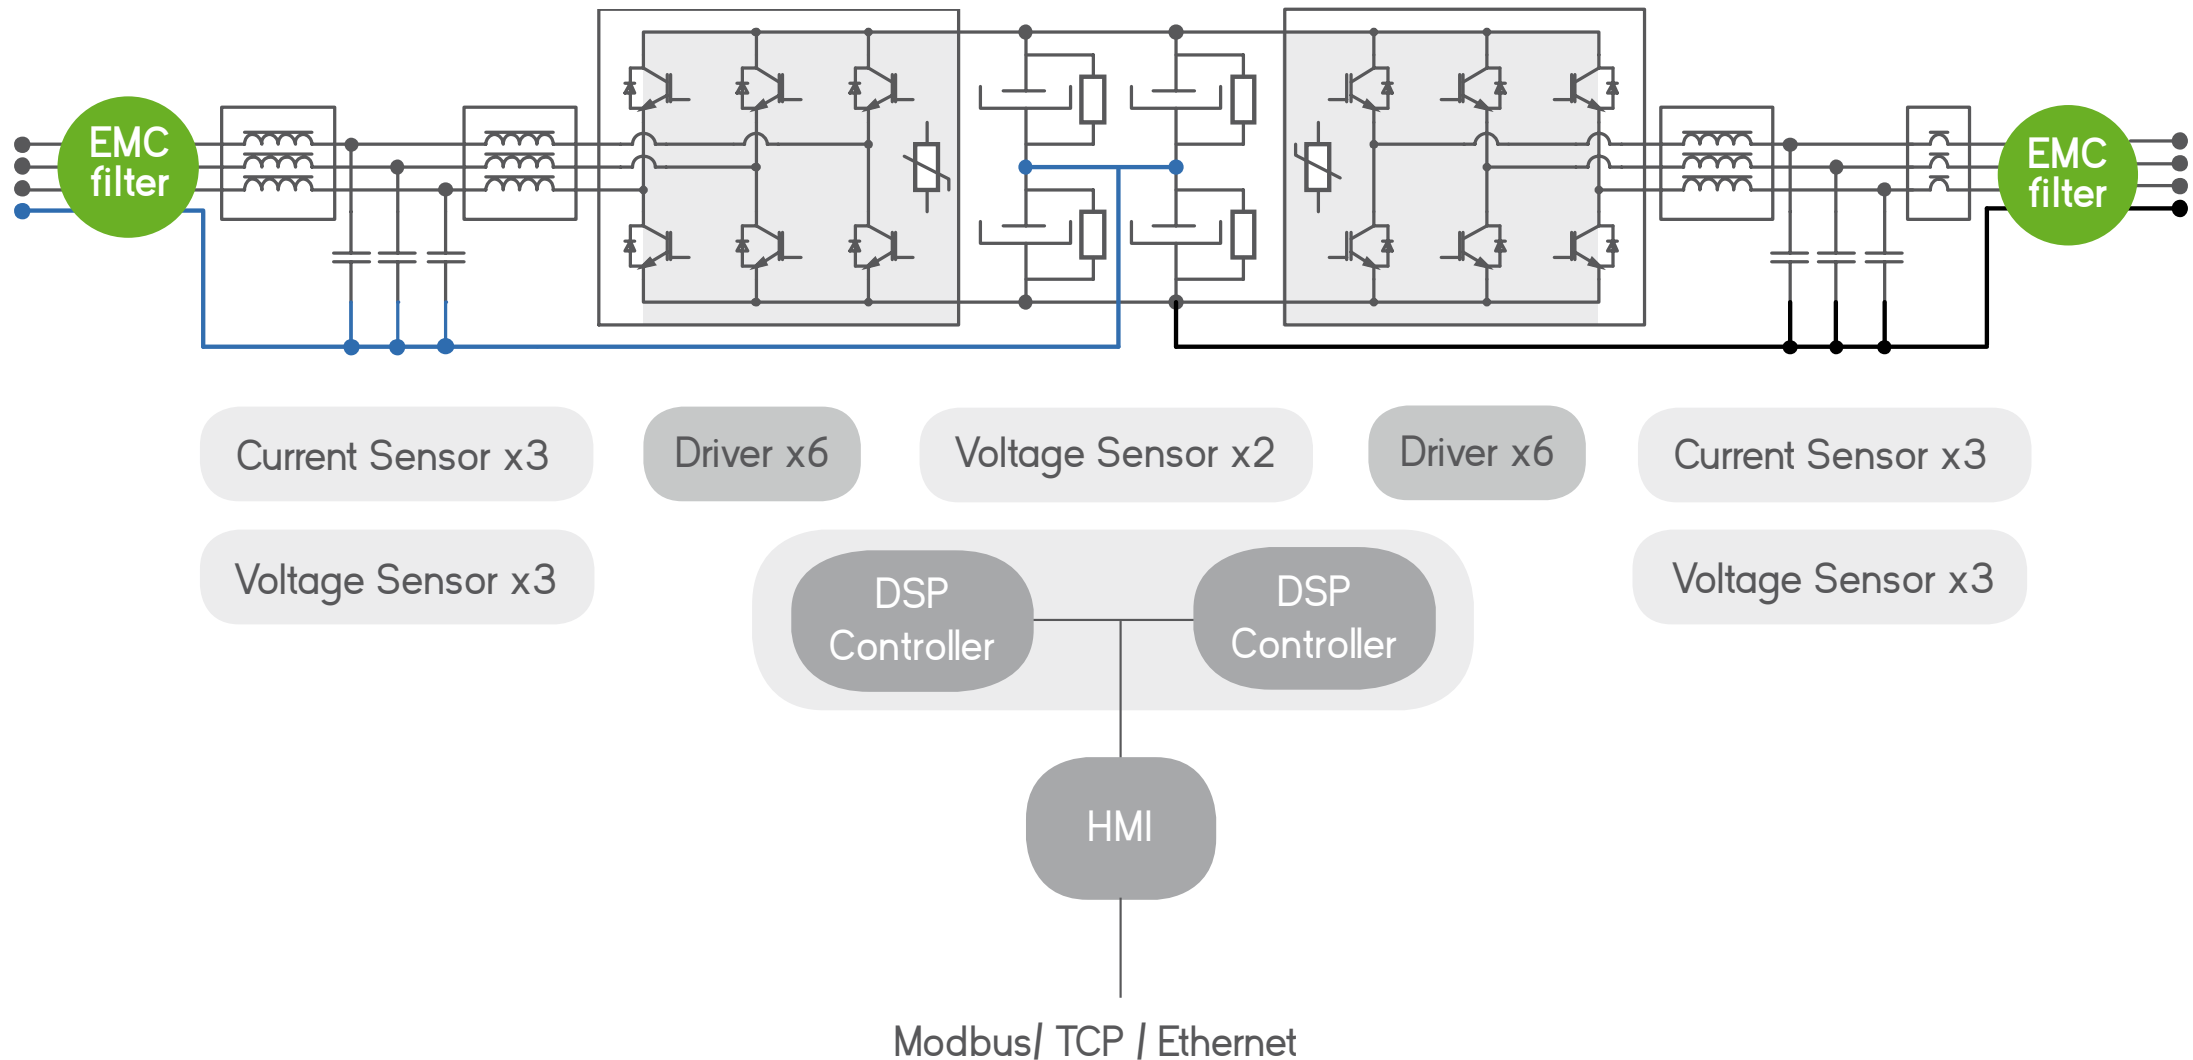 EMC
filter
EMC
filter
Current Sensor x3
Driver x6
Voltage Sensor x2
Driver x6
Current Sensor x3
Voltage Sensor x3
DSP
Controller
DSP
Controller
Voltage Sensor x3
HMI
Modbus/ TCP / Ethernet